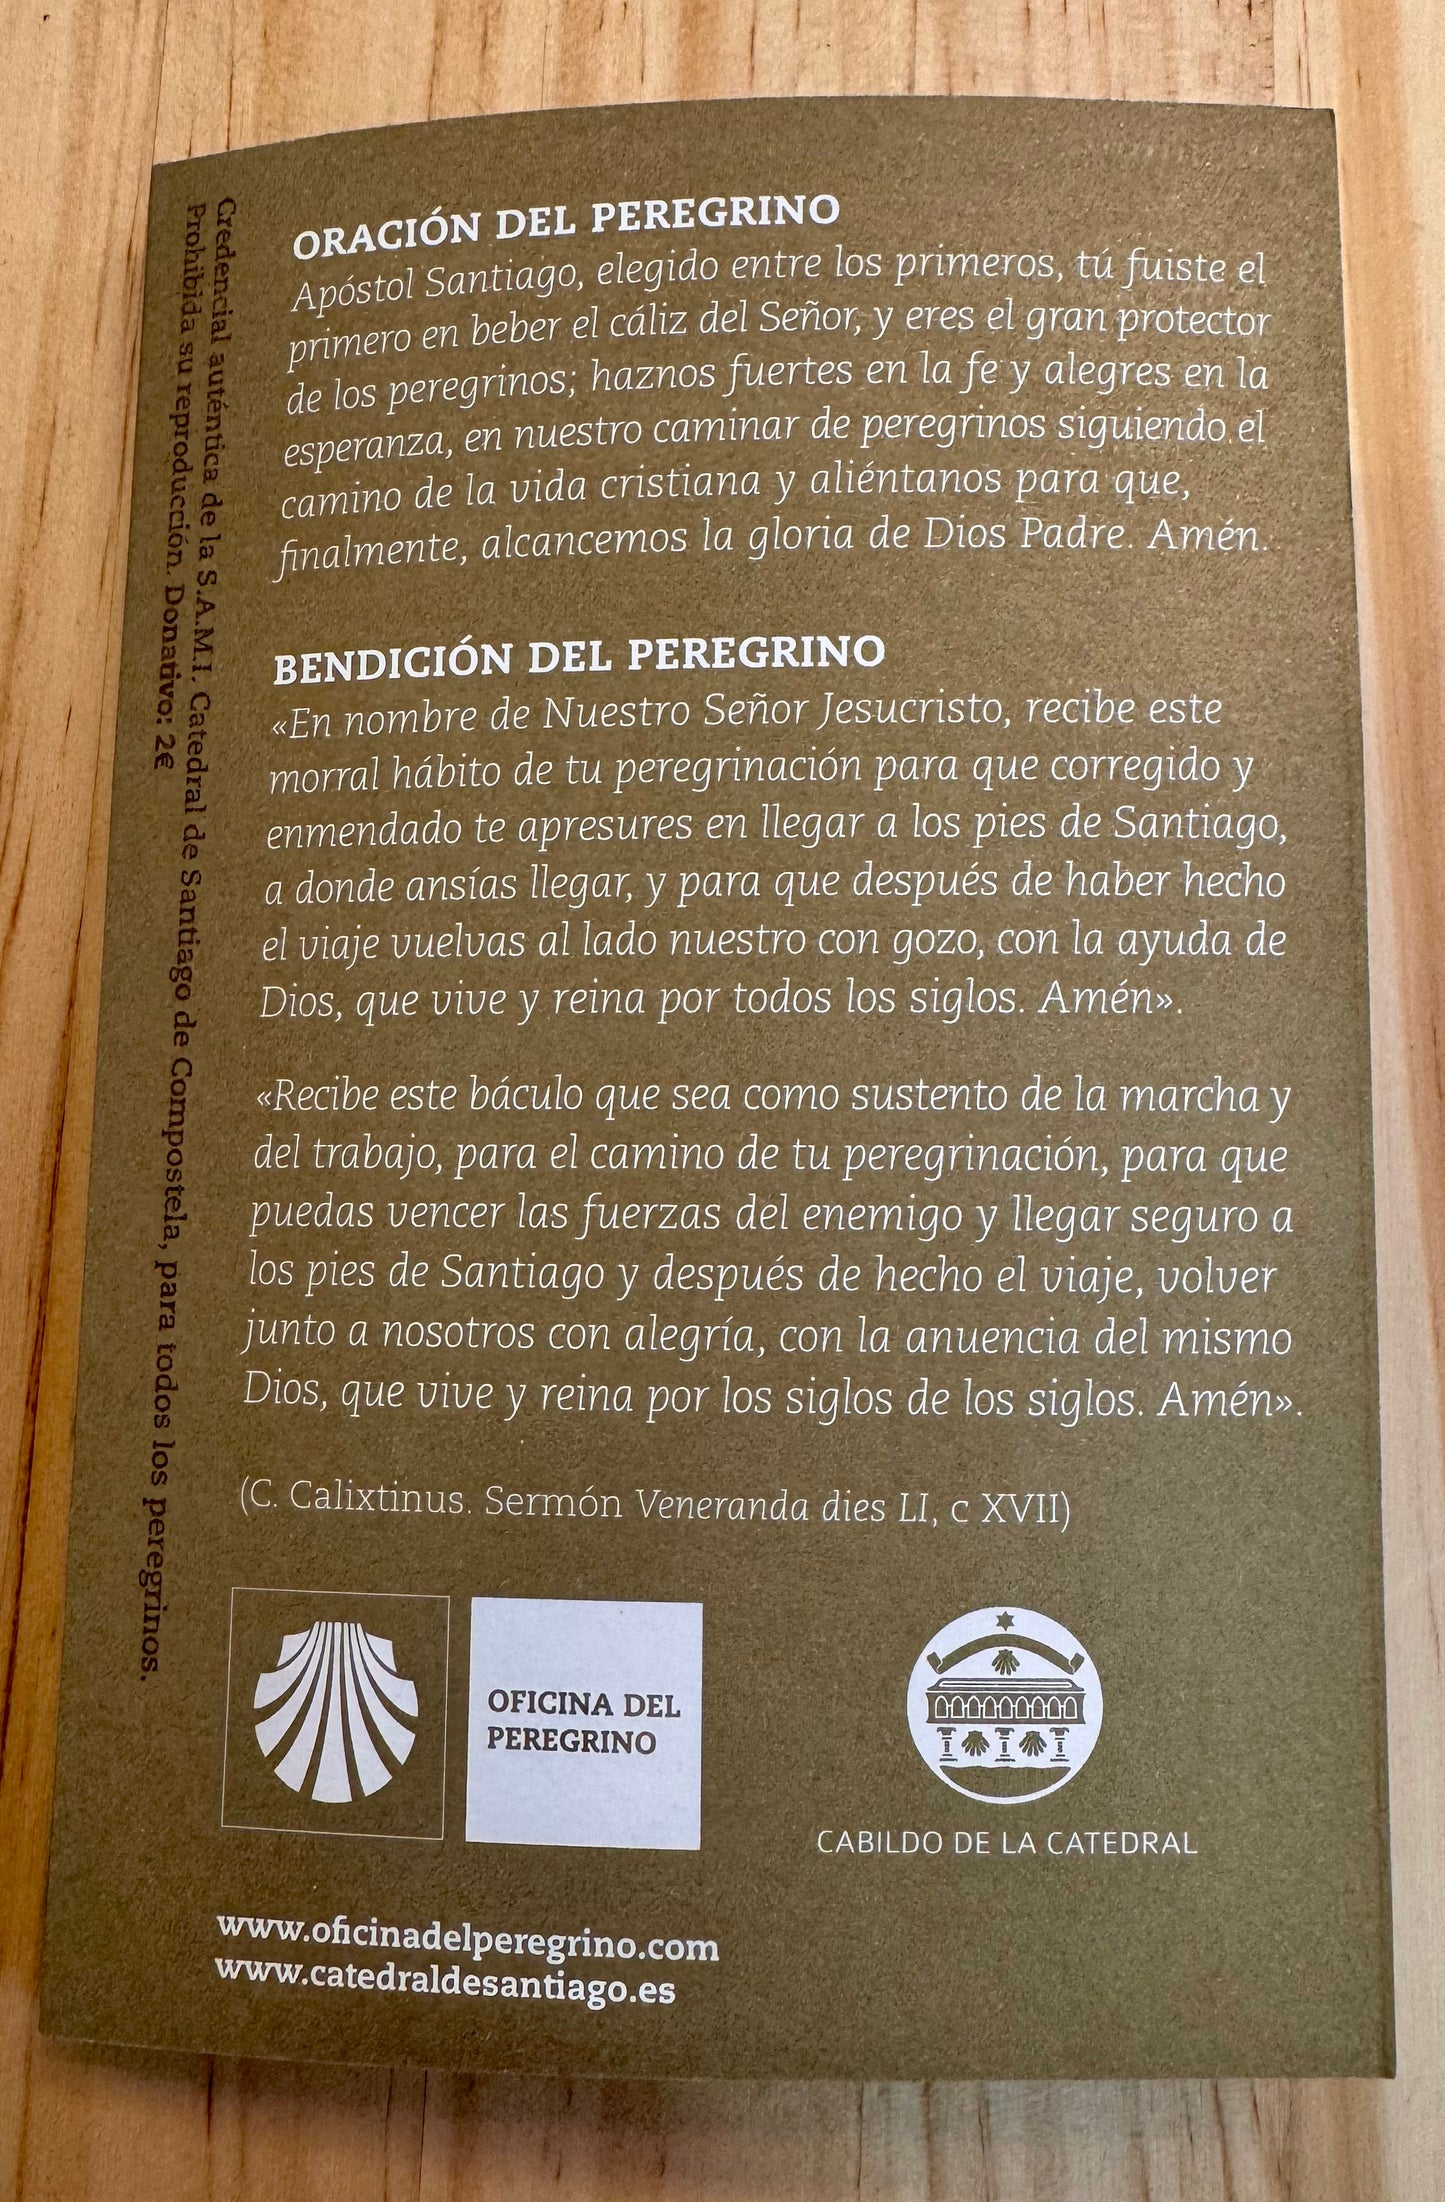 Credencial auténtica de la S.A.M.I. Catedral de Santiago de Compostela, para todos los peregrinos.
Prohibida su reproducción. Donativo: 2€
ORACIÓN DEL PEREGRINO
Apóstol Santiago, elegido entre los primeros, tú fuiste el
primero en beber el cáliz del Señor, y eres el gran protector
de los peregrinos; haznos fuertes en la fe y alegres en la
esperanza, en nuestro caminar de peregrinos siguiendo el
camino de la vida cristiana y aliéntanos para que,
finalmente, alcancemos la gloria de Dios Padre. Amén.
BENDICIÓN DEL PEREGRINO
«En nombre de Nuestro Señor Jesucristo, recibe este
morral hábito de tu peregrinación para que corregido y
enmendado te apresures en llegar a los pies de Santiago,
a donde ansías llegar, y para que después de haber hecho
el viaje vuelvas al lado nuestro con gozo, con la ayuda de
Dios, que vive y reina por todos los siglos. Amén».
«Recibe este báculo que sea como sustento de la marcha y
del trabajo, para el camino de tu peregrinación, para que
puedas vencer las fuerzas del enemigo y llegar seguro a
los pies de Santiago y después de hecho el viaje, volver
junto a nosotros con alegría, con la anuencia del mismo
Dios, que vive y reina por los siglos de los siglos. Amén».
(C. Calixtinus. Sermón Veneranda dies LI, c XVII)
OFICINA DEL
PEREGRINO
CABILDO DE LA CATEDRAL
www.oficinadelperegrino.com
www.catedraldesantiago.es